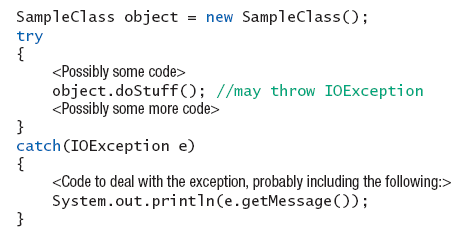 SampleClass object = new SampleClass();
try
{
<Possibly some code>
object.doStuff(); //may throw IOException
<Possibly some more code>
}
catch(IOException e)
{
<Code to deal with the exception, probably including the following:>
System.out.println(e.getMessage());
}